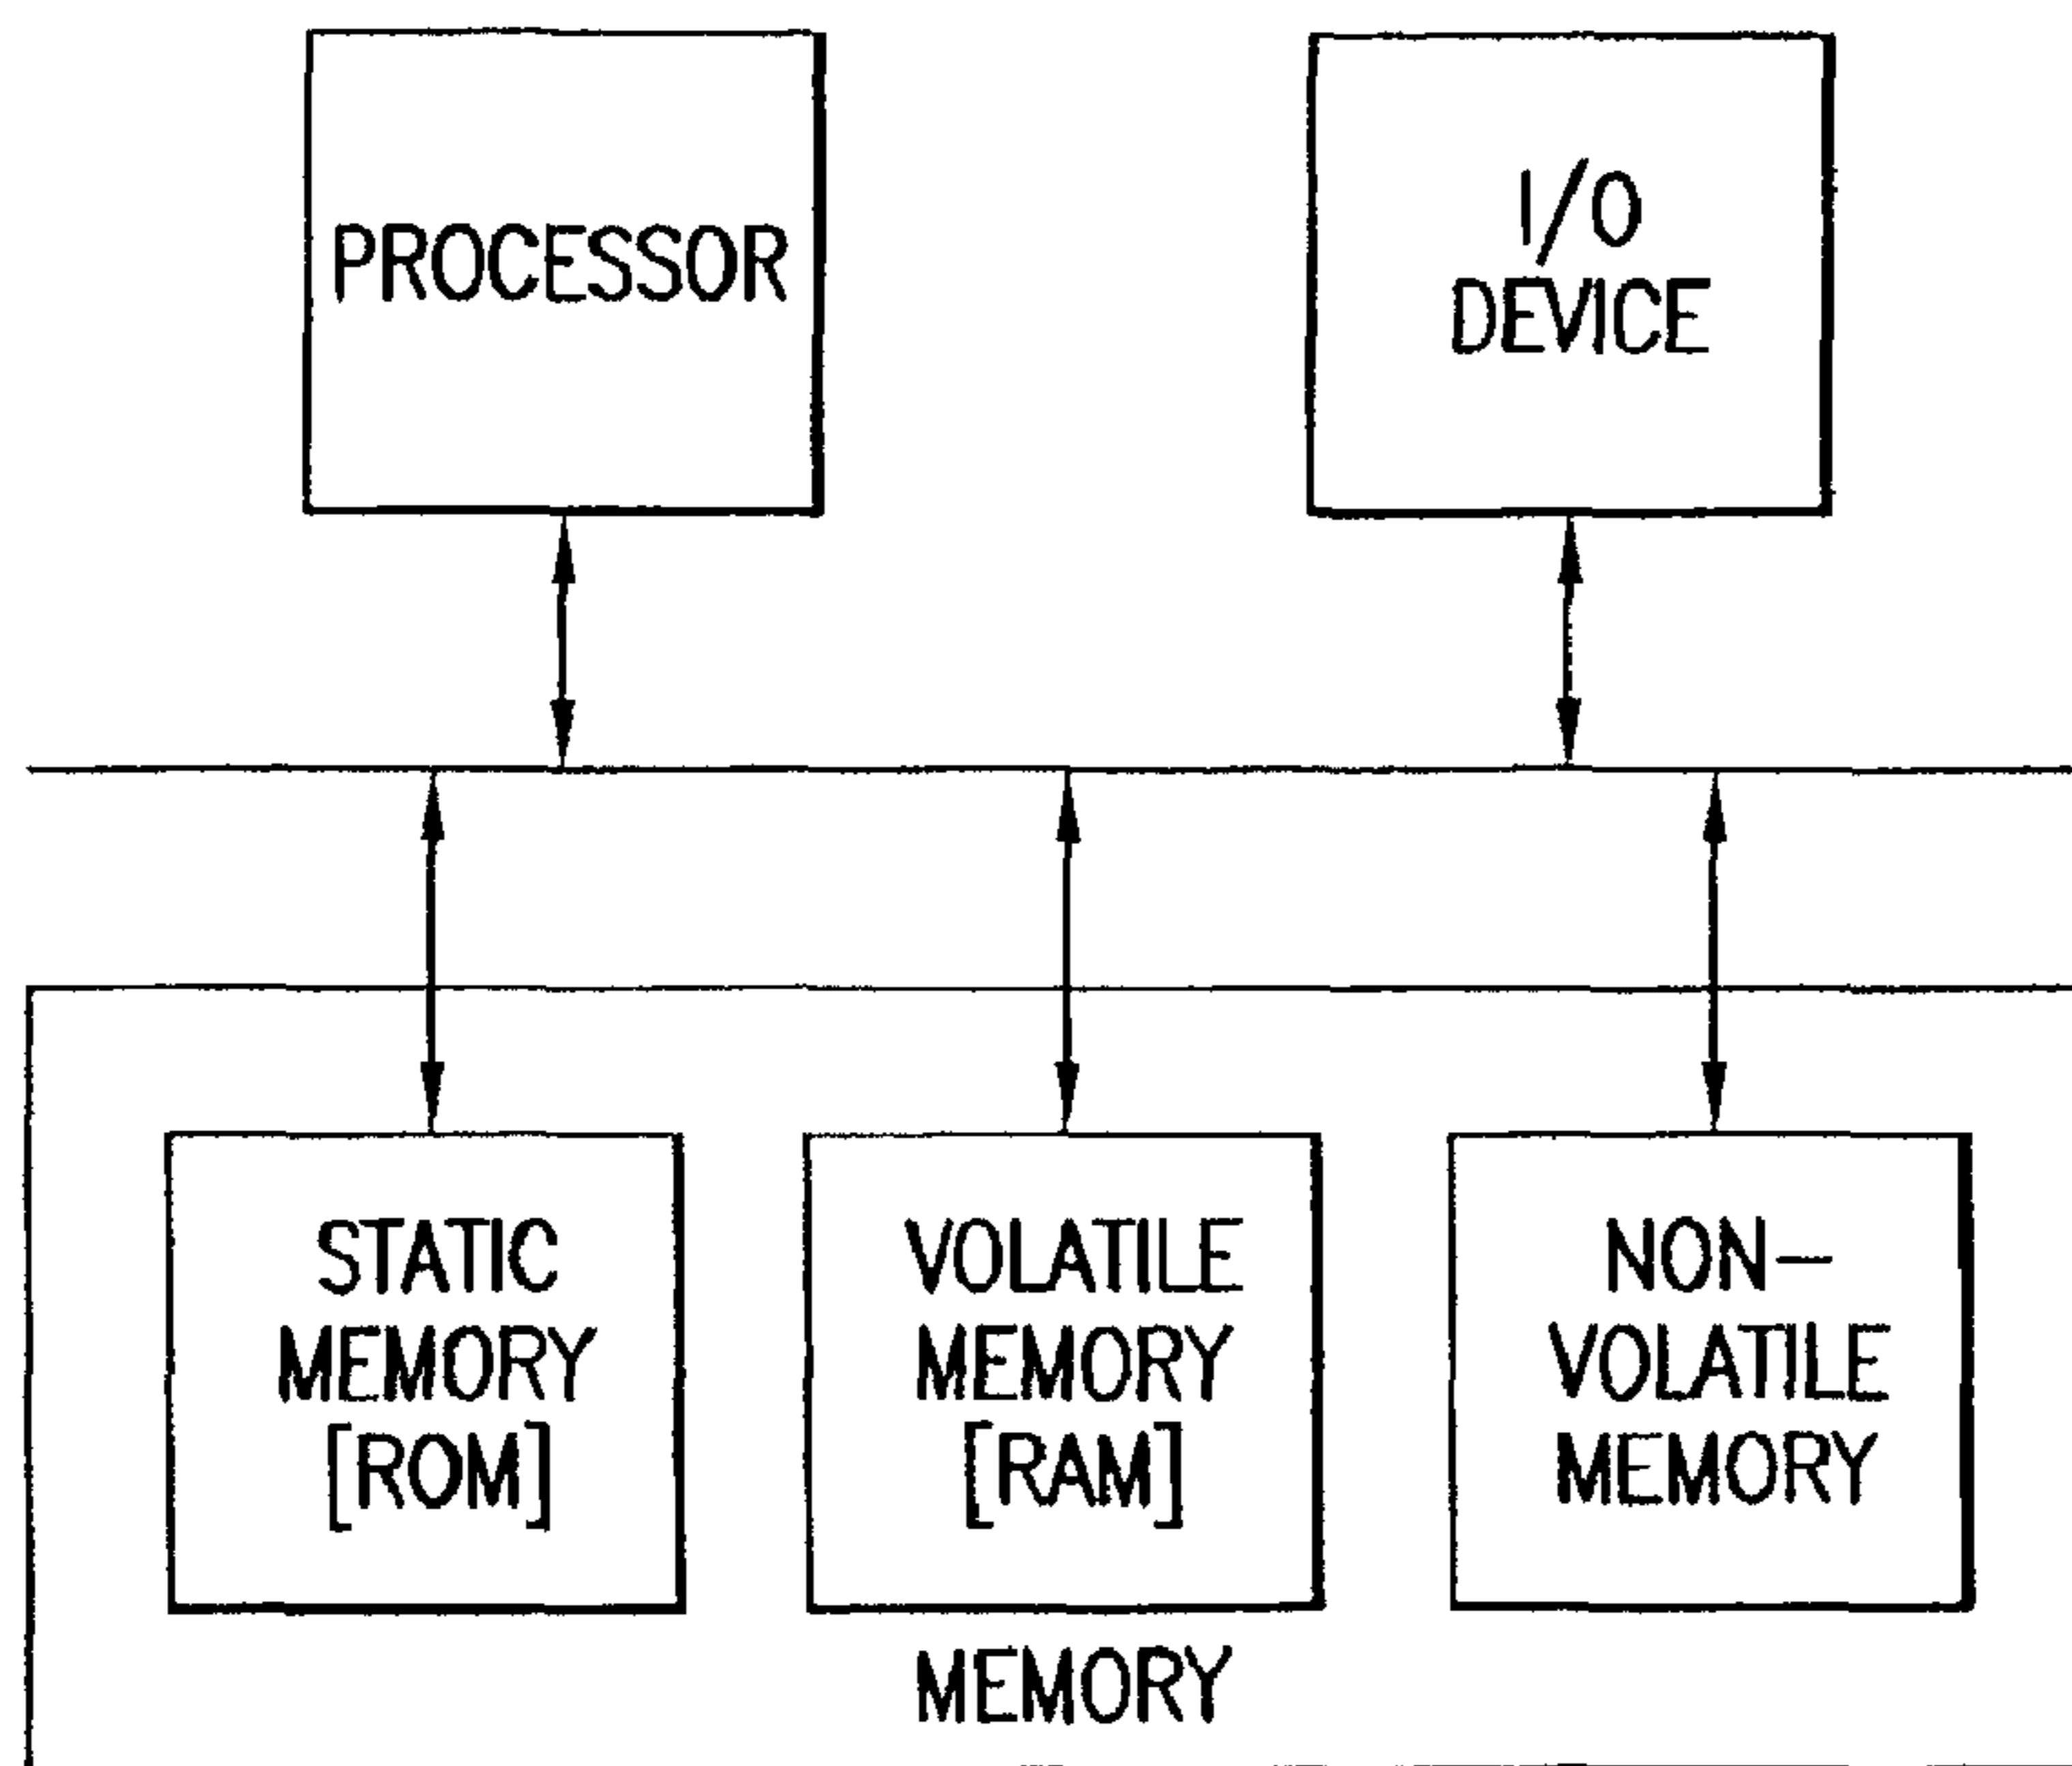 PROCESSOR
I/O
DEVICE
STATIC
MEMORY
[ROM]
VOLATILE
MEMORY
[RAM]
NON-
VOLATILE
MEMORY
MEMORY